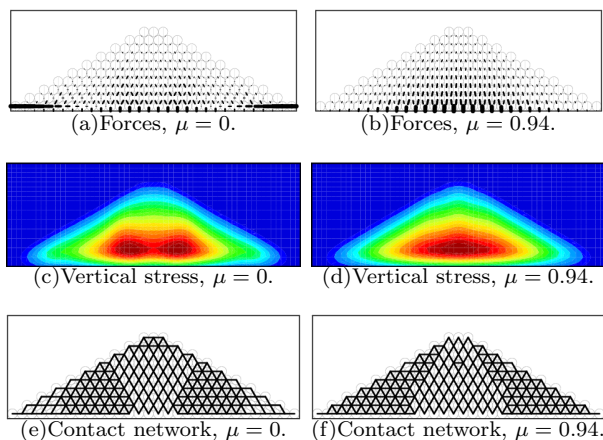 (a)Forces, μ = 0.
(b)Forces, μ = 0.94.
(c)Vertical stress, μ = 0.
(d)Vertical stress, μ = 0.94.
(e)Contact network, μ = 0.
(f)Contact network, μ = 0.94.